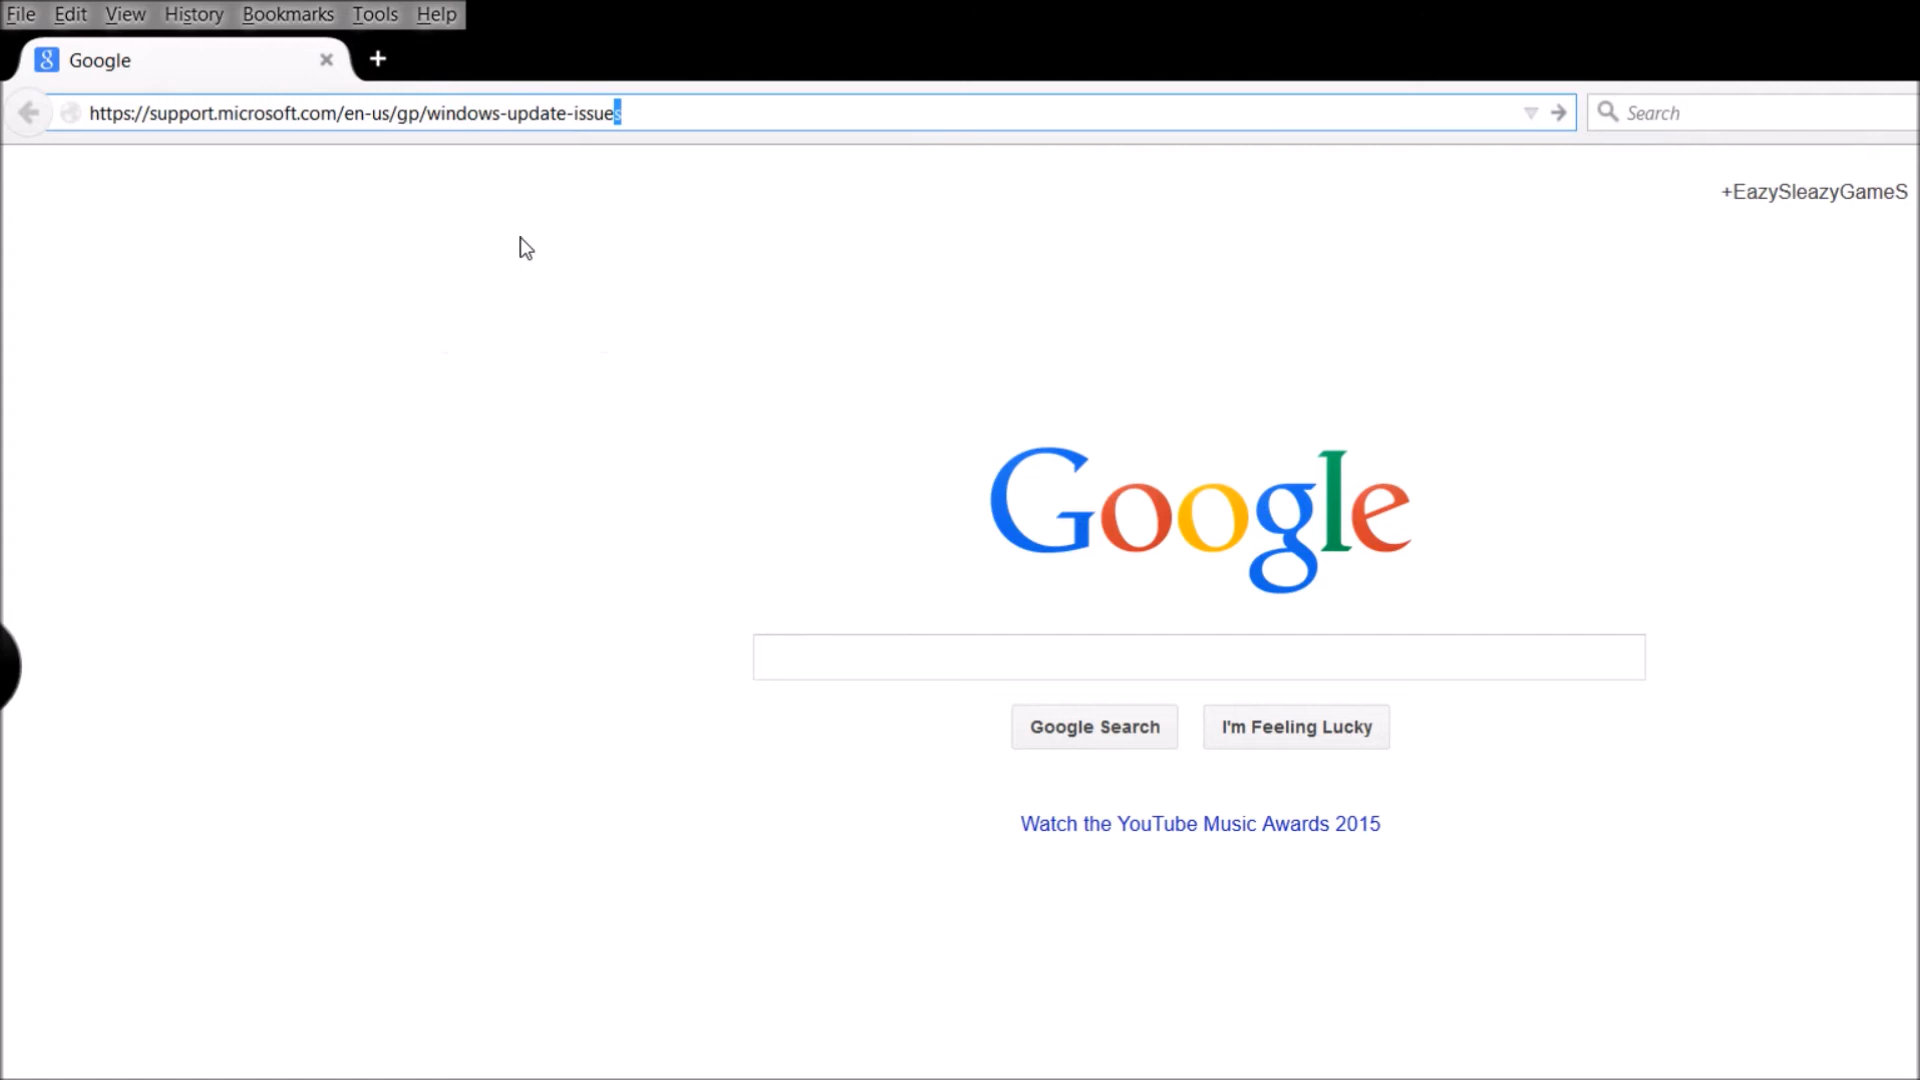 File Edit View History Bookmarks Tools Help
Google
https://support.microsoft.com/en-us/gp/windows-update-issues
Search
+EazySleazyGameS
Google
Google Search I'm Feeling Lucky
Watch the YouTube Music Awards 2015